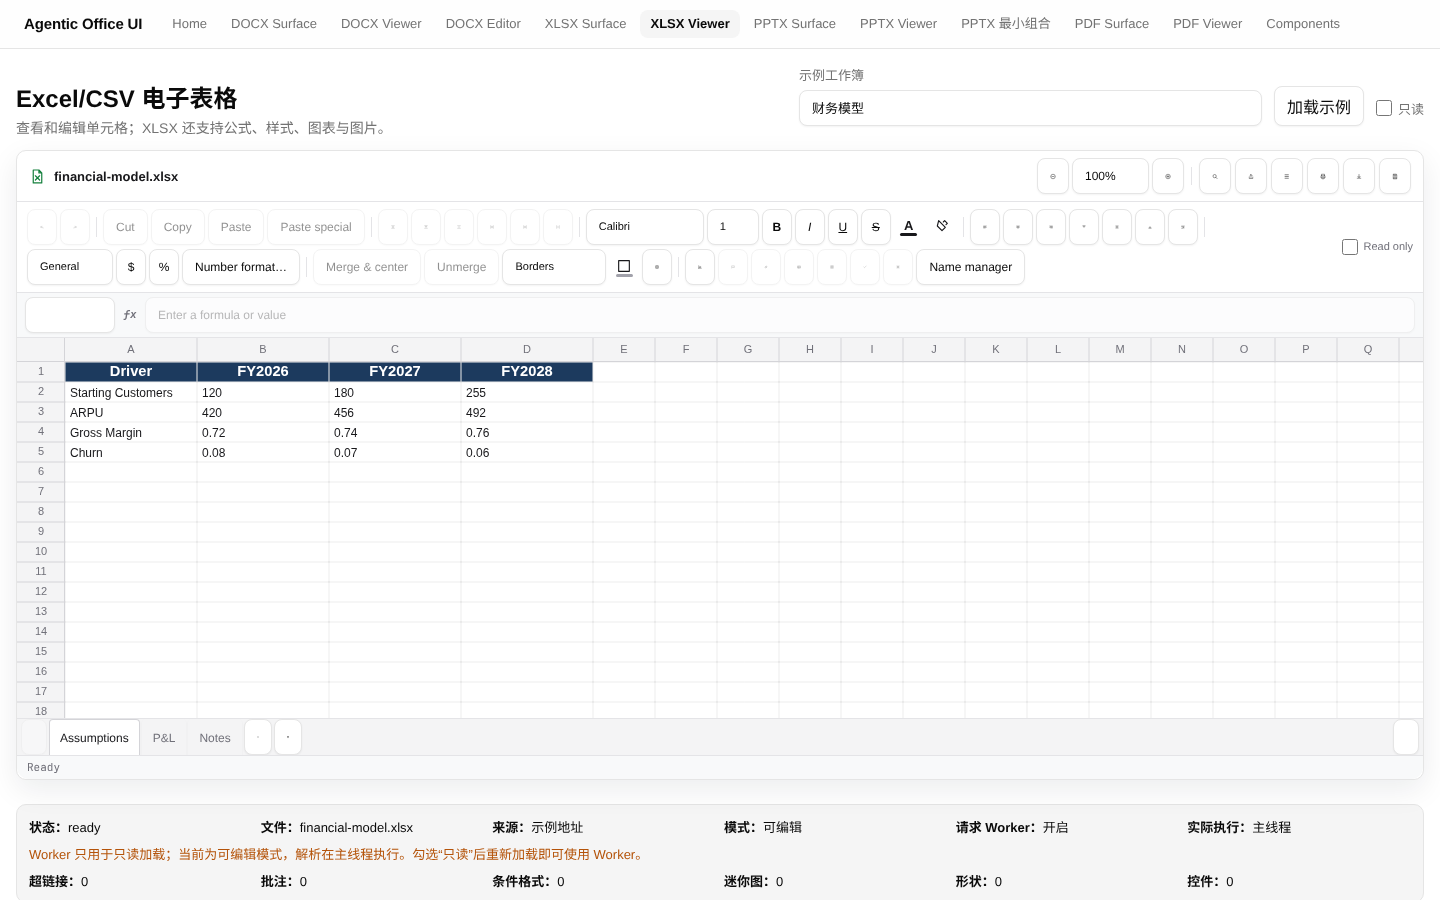 Agentic Office UI Home DOCX Surface DOCX Viewer DOCX Editor XLSX Surface XLSX Viewer PPTX Surface PPTX Viewer PPTX 最小组合 PDF Surface PDF Viewer Components
示例工作簿
Excel/CSV 电子表格
财务模型 加载示例 只读
查看和编辑单元格；XLSX 还支持公式、样式、图表与图片。
financial-model.xlsx 100%
Cut Copy Paste Paste special Calibri 1 B I U S A
Read only
General $ % Number format... Merge & center Unmerge Borders Name manager
ƒx Enter a formula or value
A B C D E F G H I J K L M N O P Q
1 Driver FY2026 FY2027 FY2028
2 Starting Customers 120 180 255
3 ARPU 420 456 492
4 Gross Margin 0.72 0.74 0.76
5 Churn 0.08 0.07 0.06
6
7
8
9
10
11
12
13
14
15
16
17
18
Assumptions P&L Notes
Ready
状态：ready 文件：financial-model.xlsx 来源：示例地址 模式：可编辑 请求 Worker：开启 实际执行：主线程
Worker 只用于只读加载；当前为可编辑模式，解析在主线程执行。勾选“只读”后重新加载即可使用 Worker。
超链接：0 批注：0 条件格式：0 迷你图：0 形状：0 控件：0